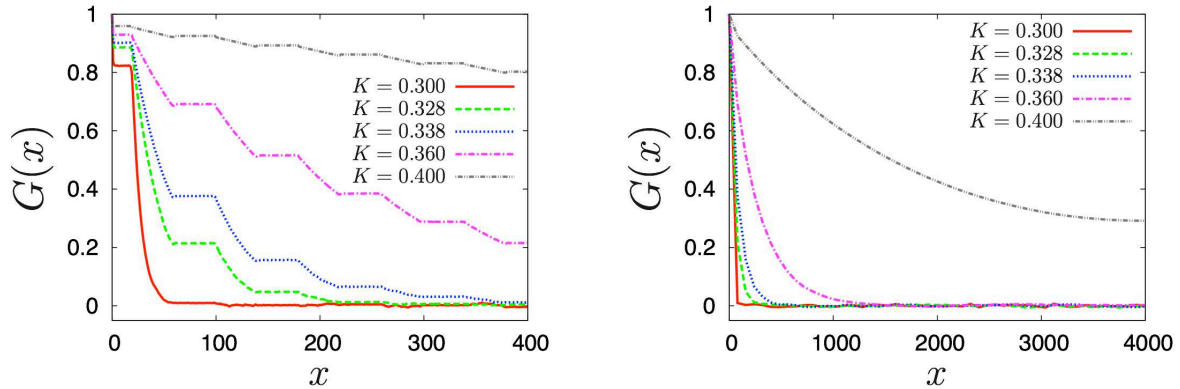 1
0.8
0.6
0.4
0.2
0
G(x)
K = 0.300
K = 0.328
K = 0.338
K = 0.360
K = 0.400
0 100 200 300 400
x
1
0.8
0.6
0.4
0.2
0
G(x)
K = 0.300
K = 0.328
K = 0.338
K = 0.360
K = 0.400
0 1000 2000 3000 4000
x